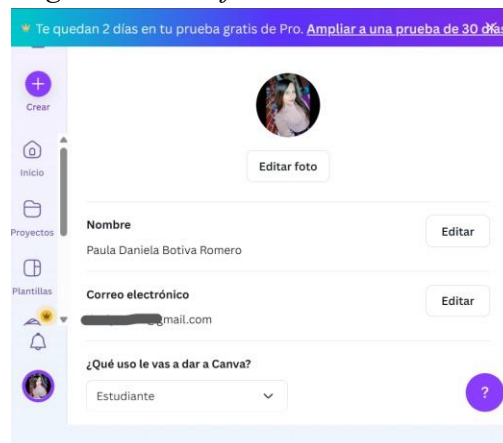 Te quedan 2 días en tu prueba gratis de Pro. Ampliar a una prueba de 30 días
Crear
Inicio
Proyectos
Plantillas
Editar foto
Nombre
Editar
Paula Daniela Botiva Romero
Correo electrónico
Editar
gmail.com
¿Qué uso le vas a dar a Canva?
Estudiante
?